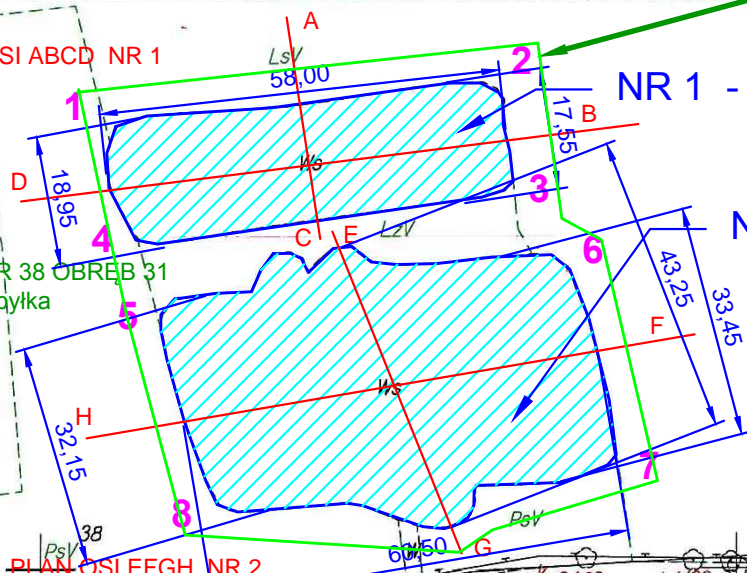 A
SI ABCD NR 1
LsV
2
58,00
1
NR 1 -
17,55
B
Ws
18,95
D
3
4
C
E
LzV
6
N
R 38 OBRĘB 31
byłka
5
43,25
33,45
F
Ws
H
32,15
7
8
PsV
38
PsV
60,50
G
PLAN OSI EFGH NR 2